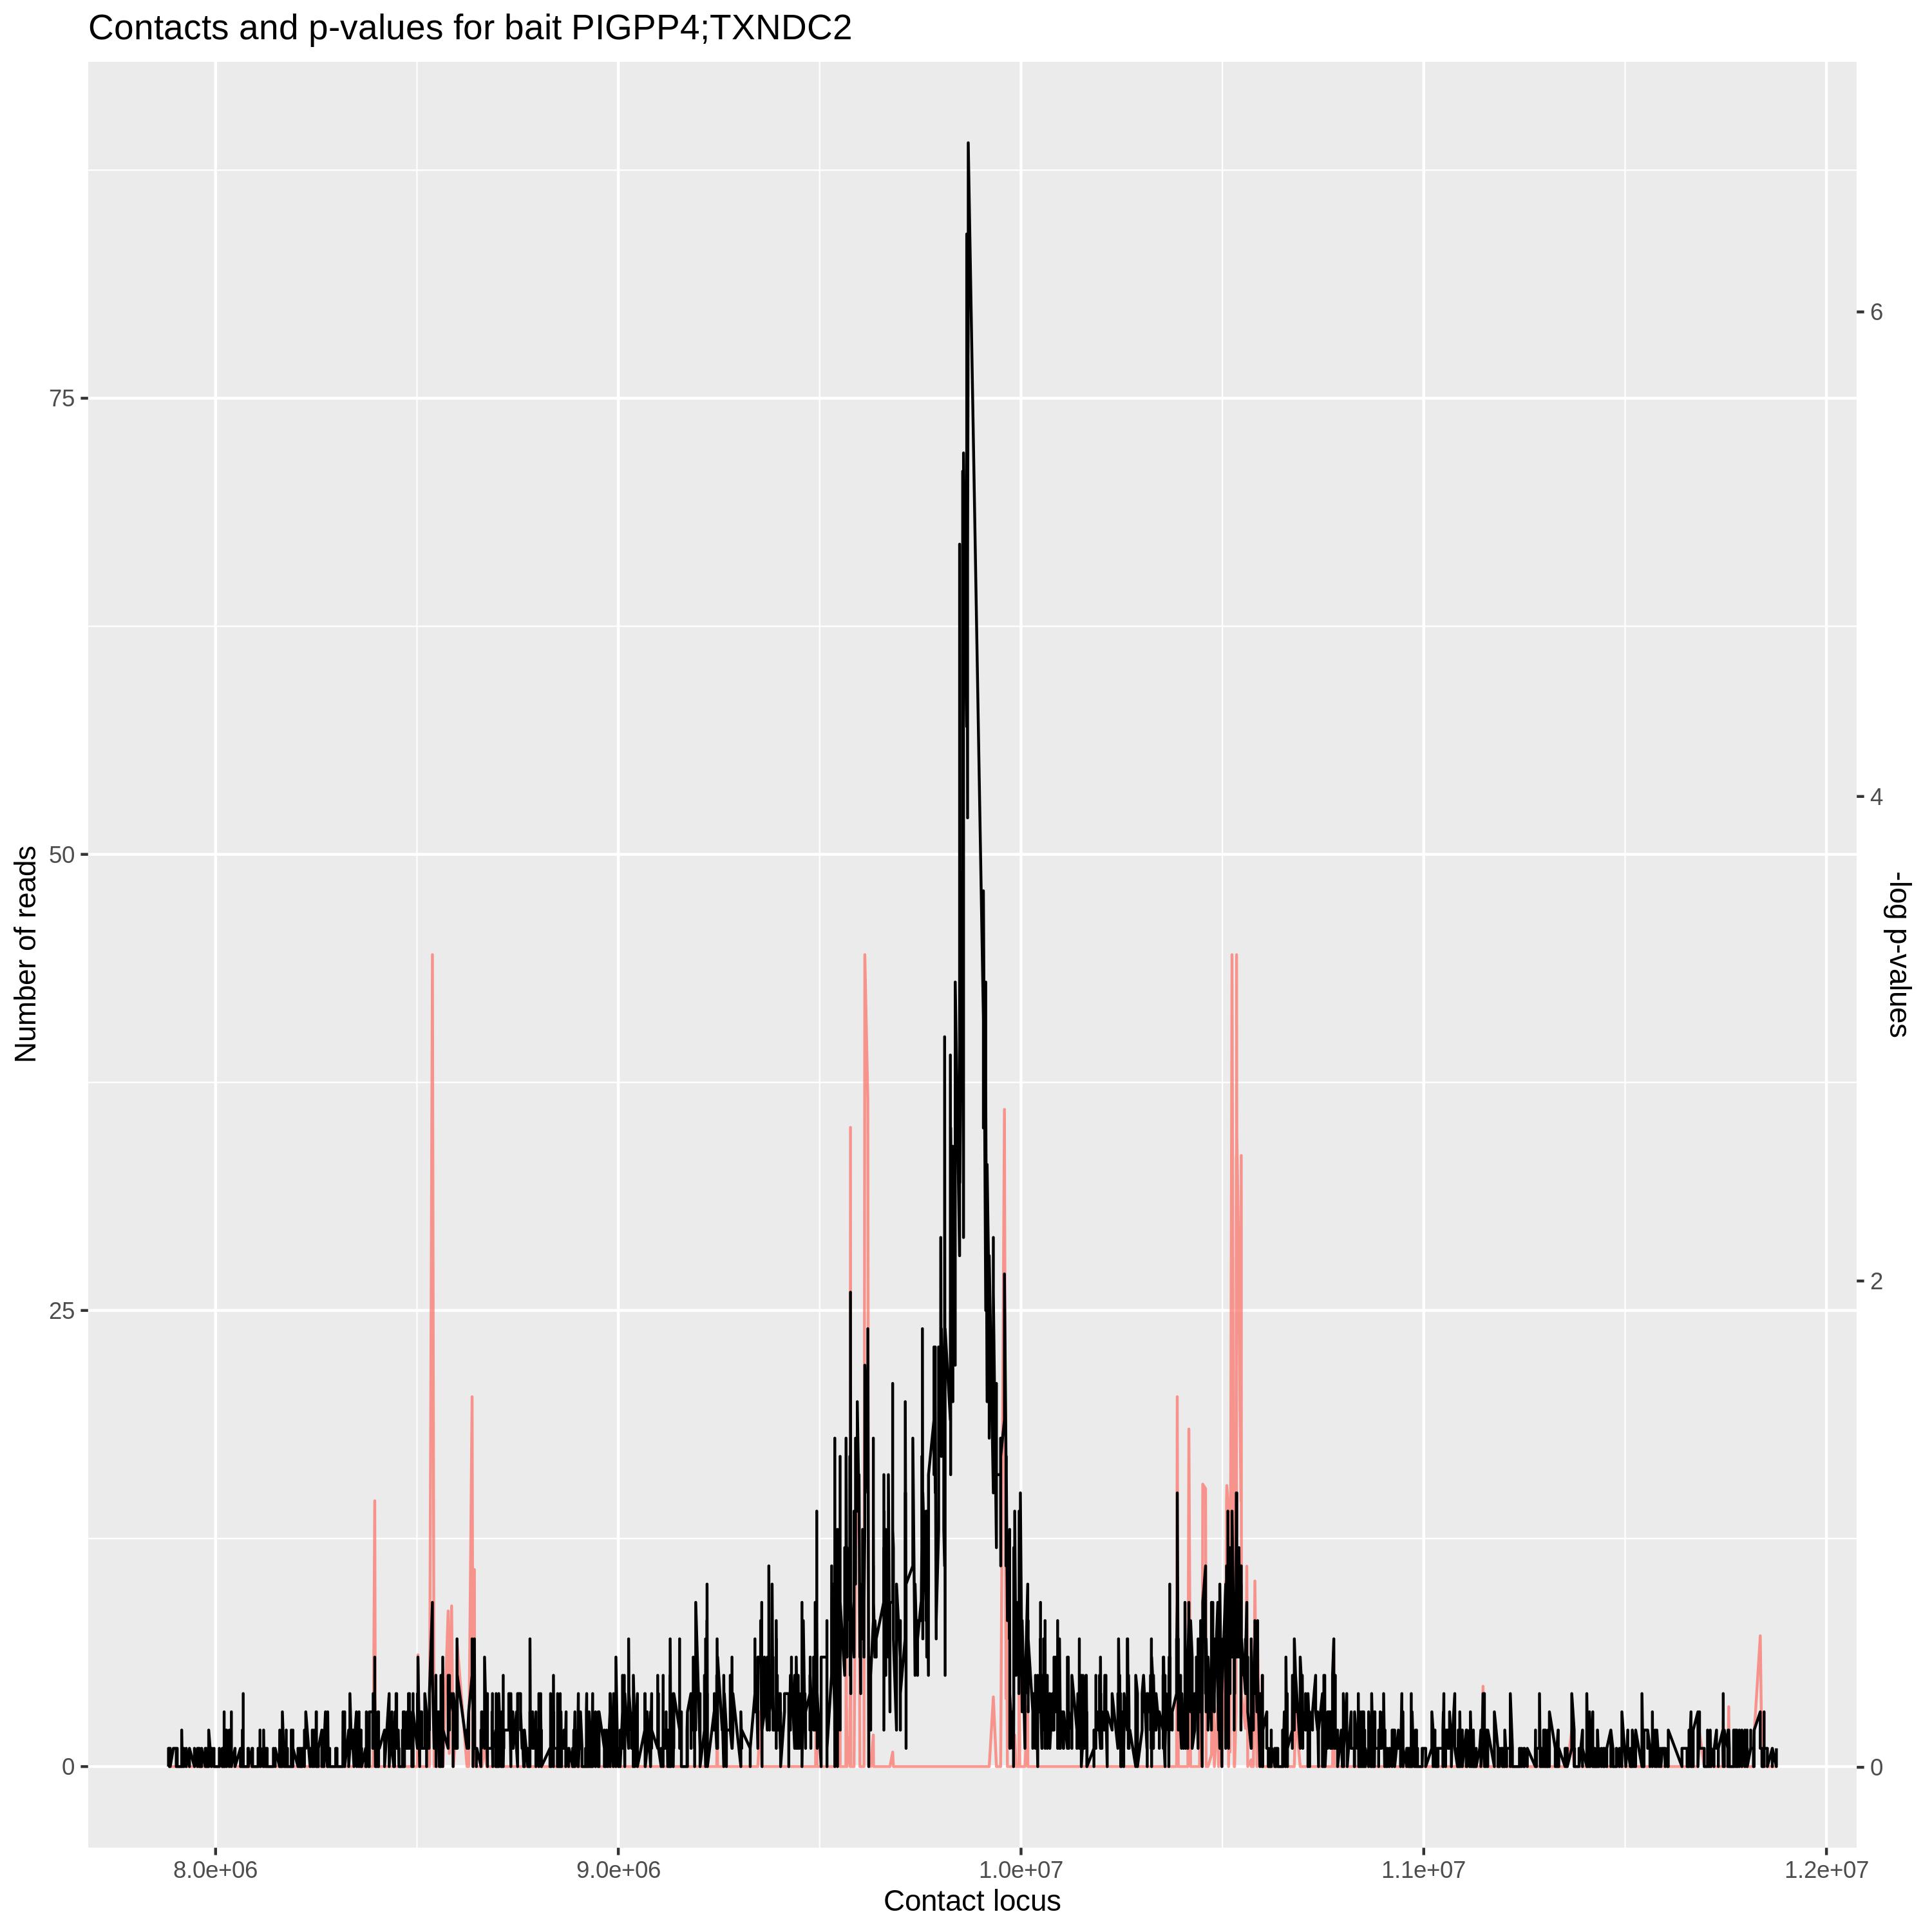 Contacts and p-values for bait PIGPP4;TXNDC2
Number of reads
75
50
25
0
6
4
2
0
-log p-values
8.0e+06
9.0e+06
1.0e+07
1.1e+07
1.2e+07
Contact locus